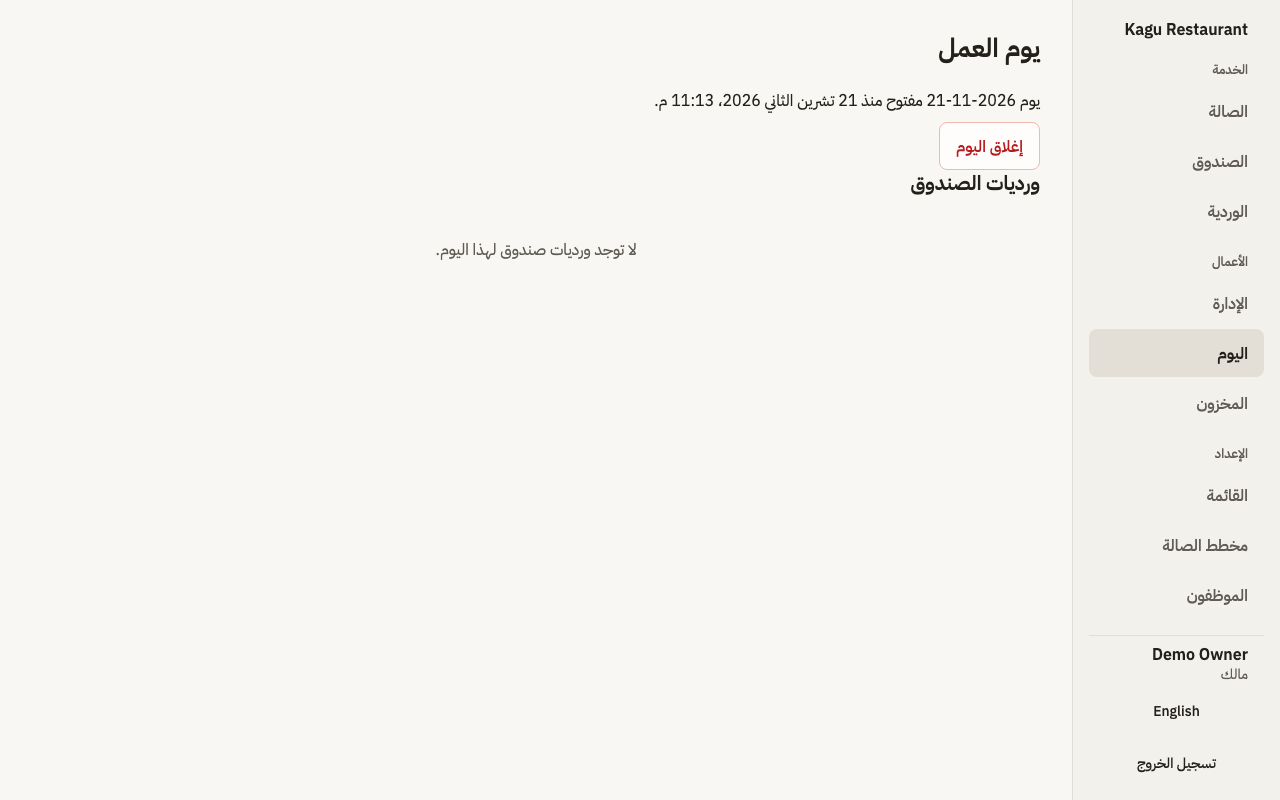 Kagu Restaurant
الخدمة
الصالة
الصندوق
الوردية
الأعمال
الإدارة
اليوم
المخزون
الإعداد
القائمة
مخطط الصالة
الموظفون
Demo Owner
مالك
English
تسجيل الخروج
يوم العمل
يوم 2026-11-21 مفتوح منذ 21 تشرين الثاني 2026، 11:13 م.
إغلاق اليوم
ورديات الصندوق
لا توجد ورديات صندوق لهذا اليوم.